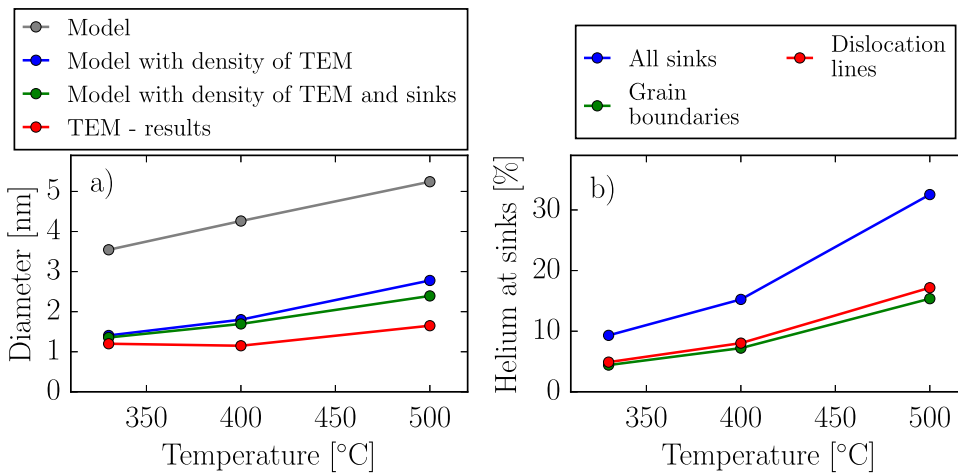 Model
Model with density of TEM
Model with density of TEM and sinks
TEM - results
a)
5
4
3
2
1
0
Diameter [nm]
350 400 450 500
Temperature [°C]
All sinks
Grain
boundaries
Dislocation
lines
b)
30
20
10
0
Helium at sinks [%]
350 400 450 500
Temperature [°C]